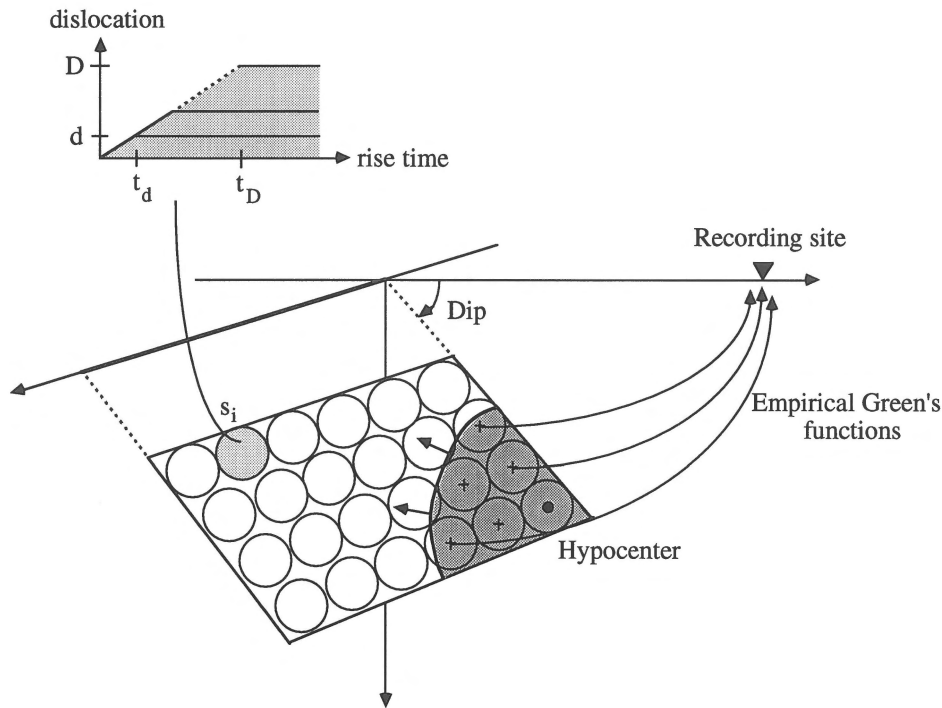 dislocation
D
d
rise time
t_d
t_D
Recording site
Dip
s_i
Empirical Green's
functions
Hypocenter